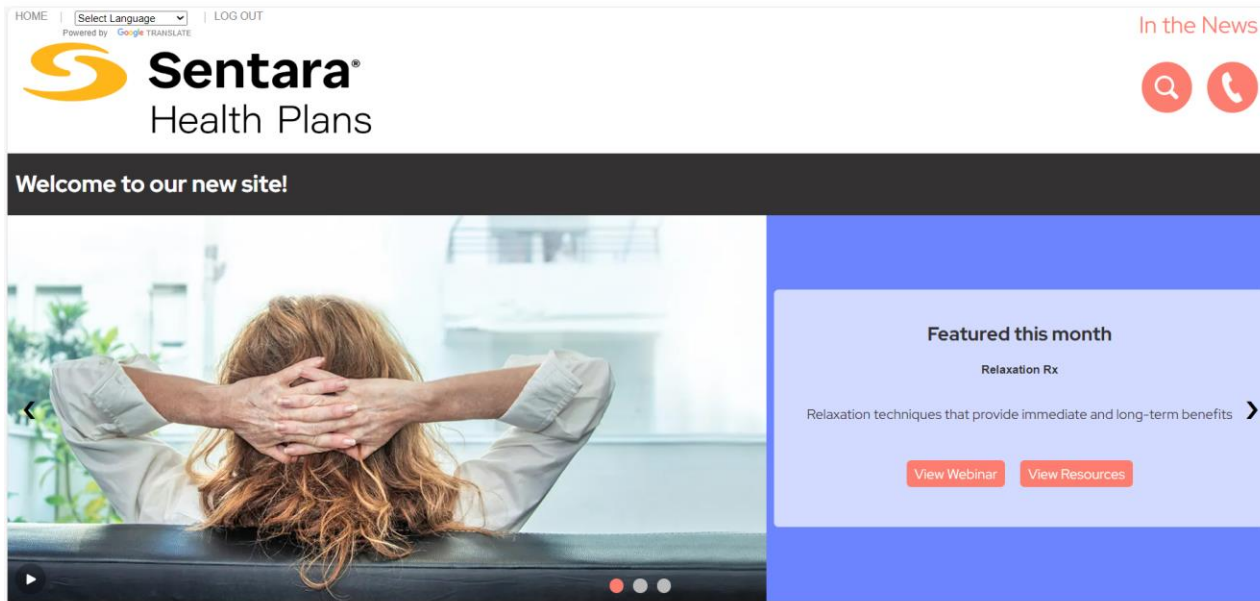 HOME | Select Language | LOG OUT
Powered by Google TRANSLATE
In the News
Sentara®
Health Plans
Welcome to our new site!
Featured this month
Relaxation Rx
Relaxation techniques that provide immediate and long-term benefits
View Webinar View Resources